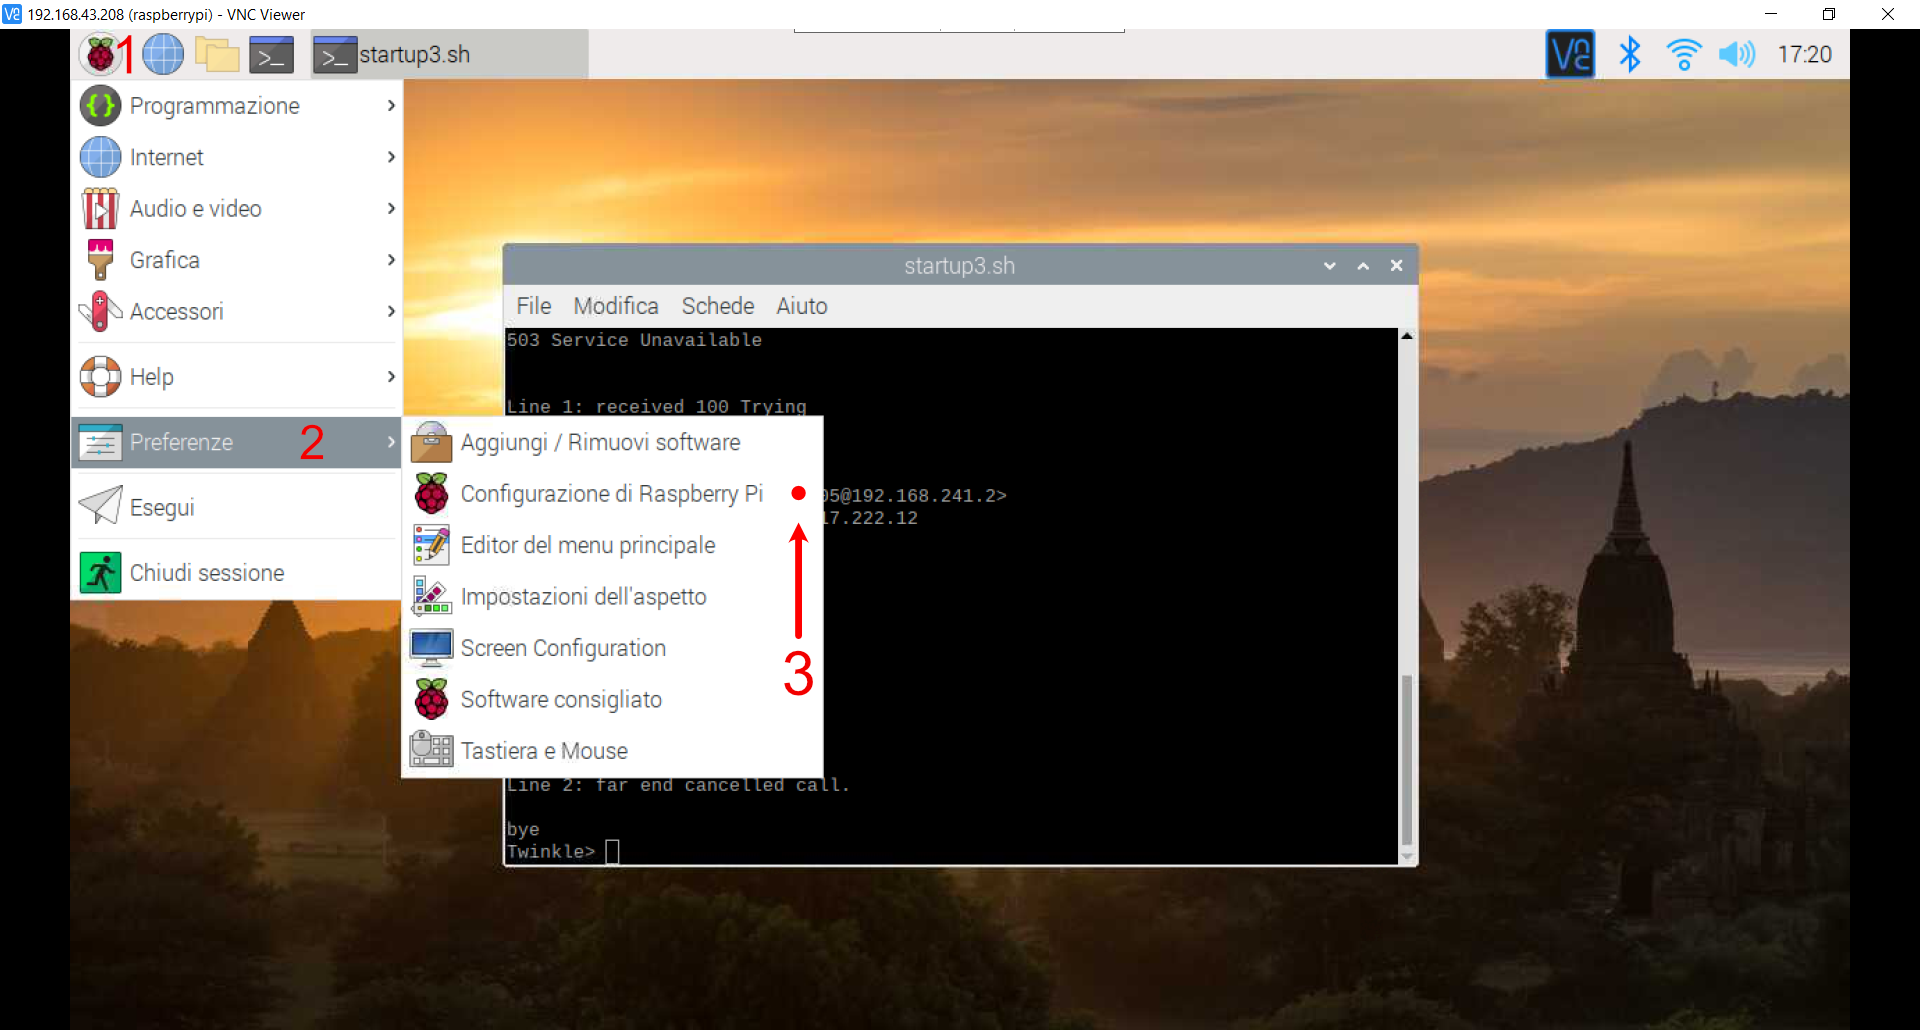 192.168.43.208 (raspberrypi) - VNC Viewer
1
startup3.sh
17:20
Programmazione
Internet
Audio e video
Grafica
Accessori
Help
Preferenze 2
Esegui
Chiudi sessione
Aggiungi / Rimuovi software
Configurazione di Raspberry Pi
Editor del menu principale
Impostazioni dell'aspetto
Screen Configuration
Software consigliato
Tastiera e Mouse
3
startup3.sh
File Modifica Schede Aiuto
503 Service Unavailable
Line 1: received 100 Trying
05@192.168.241.2>
17.222.12
Line 2: far end cancelled call.
bye
Twinkle>